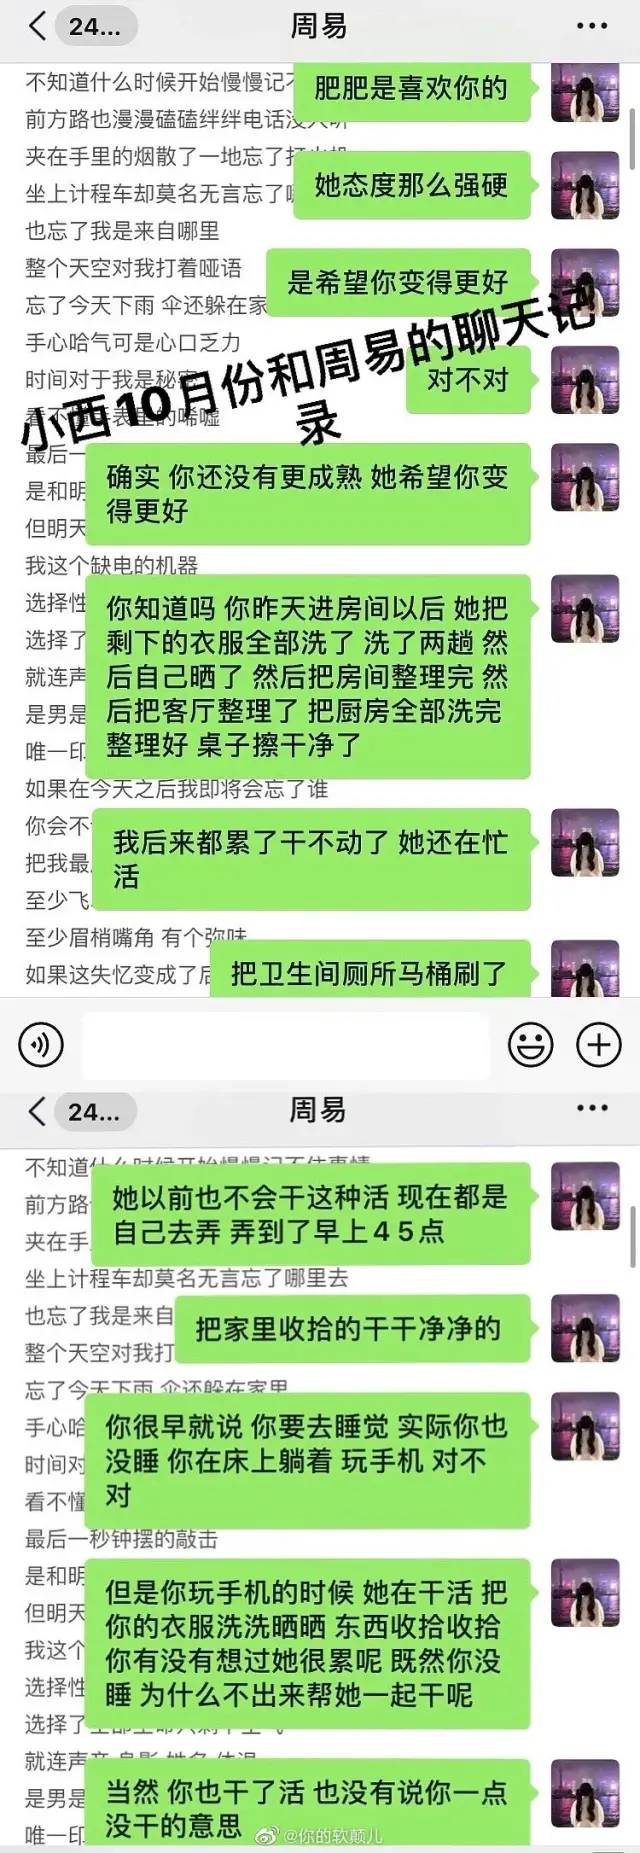 24...
周易
不知道什么时候开始慢慢记不
肥肥是喜欢你的
前方路也漫漫磕磕绊绊电话没人听
夹在手里的烟散了一地忘了打火机
她态度那么强硬
坐上计程车却莫名无言忘了哪
也忘了我是来自哪里
整个天空对我打着哑语
是希望你变得更好
忘了今天下雨 伞还躲在家
手心哈气可是心口乏力
时间对于我是秘密
对不对
小西10月份和周易的聊天记
录
看不懂手表里的唏嘘
最后一
确实 你还没有更成熟 她希望你变
得更好
是和明
但明天
我这个缺电的机器
选择性
你知道吗 你昨天进房间以后 她把
剩下的衣服全部洗了 洗了两趟 然
后自己晒了 然后把房间整理完 然
后把客厅整理了 把厨房全部洗完
整理好 桌子擦干净了
选择了
就连声
是男是
唯一印
如果在今天之后我即将会忘了谁
你会不
我后来都累了干不动了 她还在忙
活
把我最
至少飞
至少眉梢嘴角 有个弥味
如果这失忆变成了后
把卫生间厕所马桶刷了
24...
周易
不知道什么时候开始慢慢记不住事情
前方路
她以前也不会干这种活 现在都是
自己去弄 弄到了早上4 5点
夹在手
坐上计程车却莫名无言忘了哪里去
也忘了我是来自
把家里收拾的干干净净的
整个天空对我打
忘了今天下雨 伞还躲在家里
手心哈
你很早就说 你要去睡觉 实际你也
没睡 你在床上躺着 玩手机 对不
对
时间对
看不懂
最后一秒钟摆的敲击
是和明
但是你玩手机的时候 她在干活 把
你的衣服洗洗晒晒 东西收拾收拾
你有没有想过她很累呢 既然你没
睡 为什么不出来帮她一起干呢
但明天
我这个
选择性
选择了
就连声音 身影 姓名 体温
是男是
当然 你也干了活 也没有说你一点
没干的意思
唯一印
@你的软颠儿